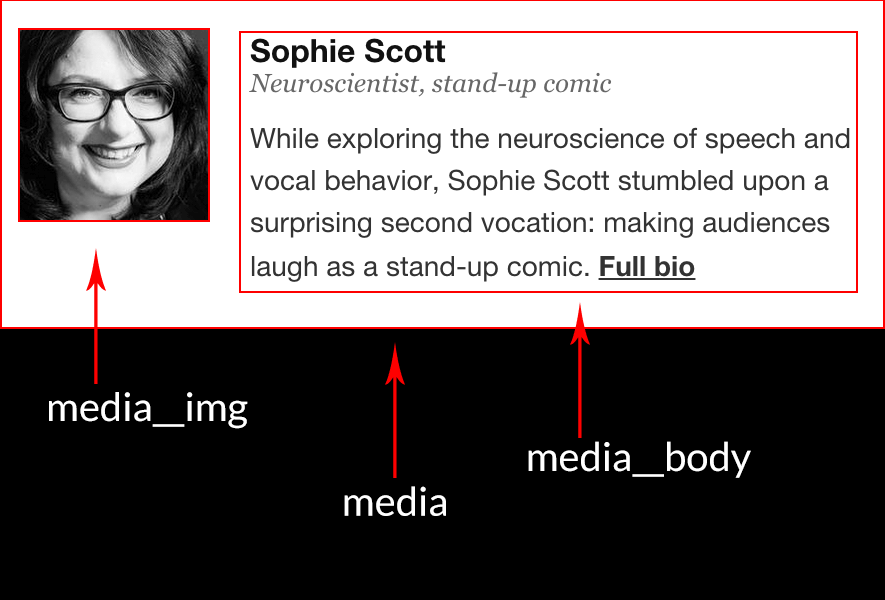 Sophie Scott
Neuroscientist, stand-up comic
While exploring the neuroscience of speech and
vocal behavior, Sophie Scott stumbled upon a
surprising second vocation: making audiences
laugh as a stand-up comic. Full bio
media__img
media__body
media